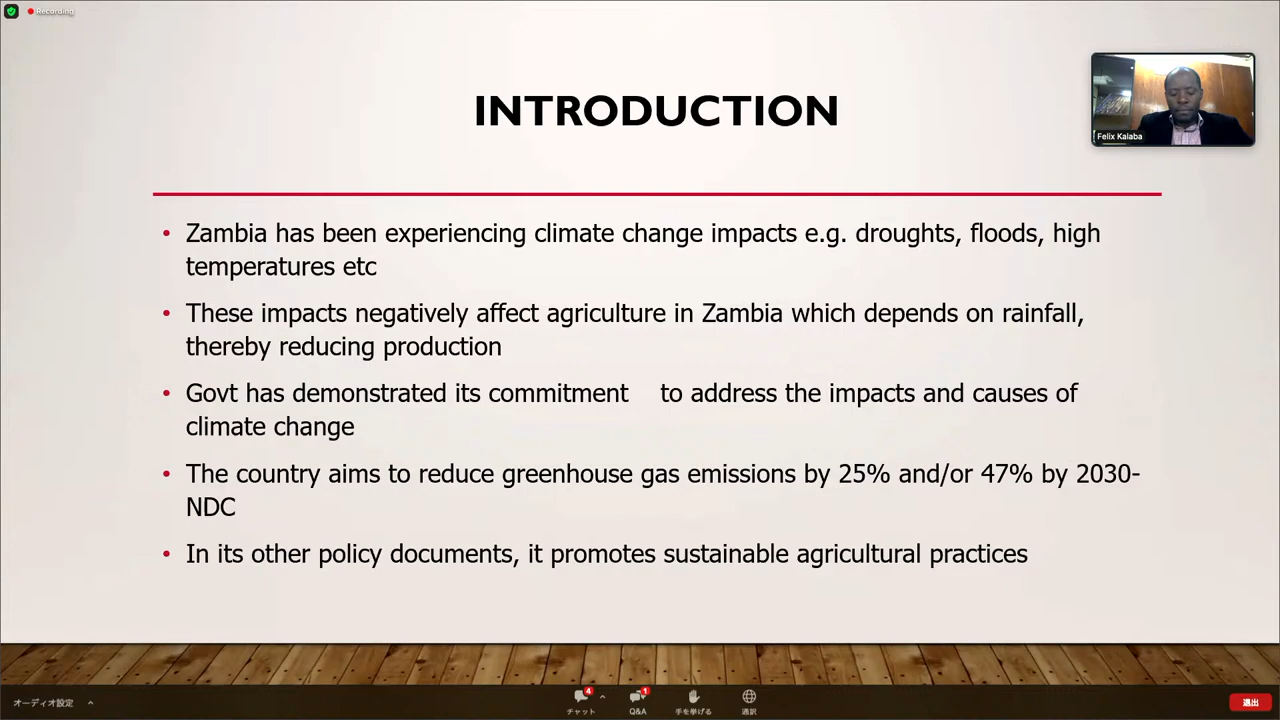 Recording
INTRODUCTION
Felix Kalaba
• Zambia has been experiencing climate change impacts e.g. droughts, floods, high
temperatures etc
• These impacts negatively affect agriculture in Zambia which depends on rainfall,
thereby reducing production
• Govt has demonstrated its commitment to address the impacts and causes of
climate change
• The country aims to reduce greenhouse gas emissions by 25% and/or 47% by 2030-
NDC
• In its other policy documents, it promotes sustainable agricultural practices
オーディオ設定
4
チャット
1
Q&A
手を挙げる
通訳
退出